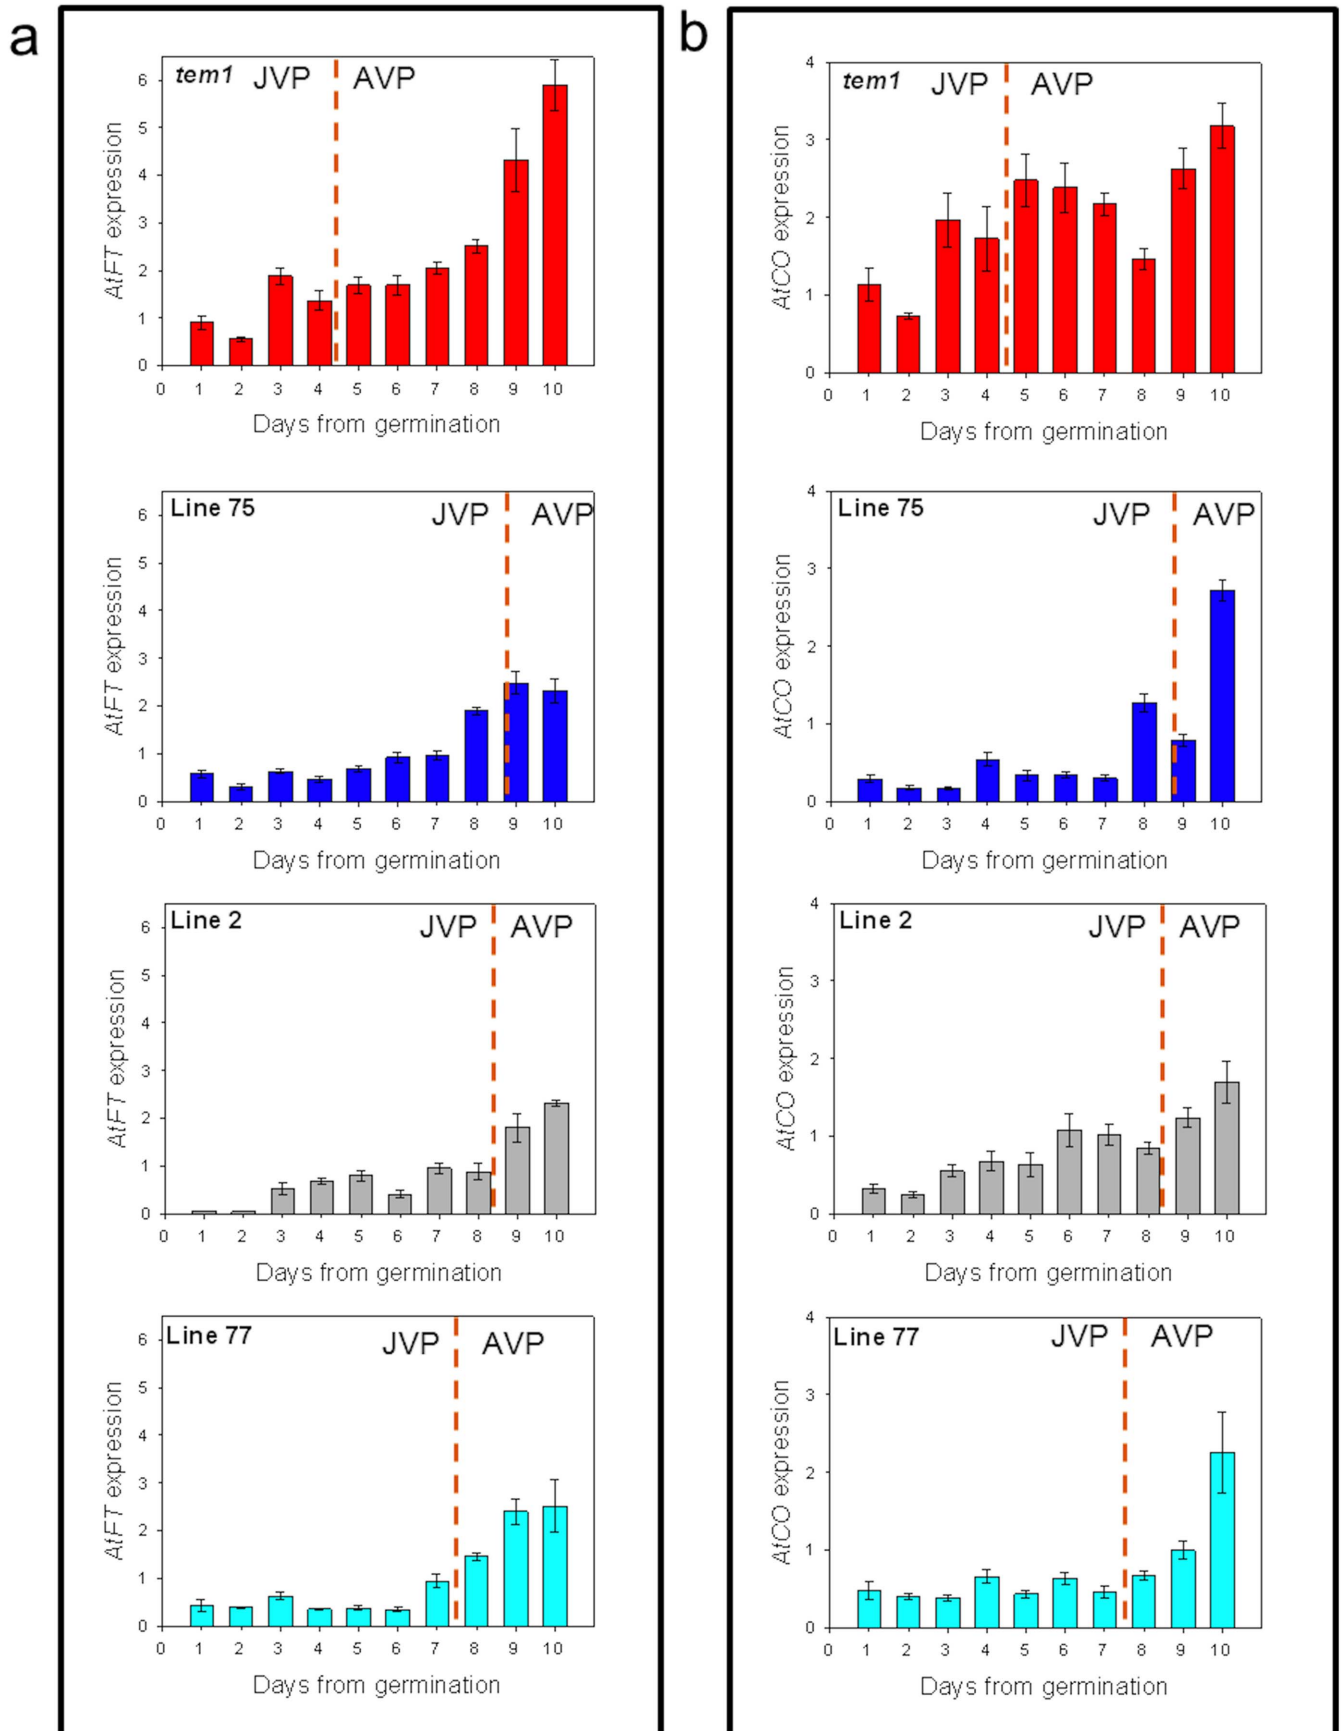 a
tem1 JVP AVP
AtFT expression
6
5
4
3
2
1
0
0 1 2 3 4 5 6 7 8 9 10
Days from germination
Line 75 JVP AVP
AtFT expression
6
5
4
3
2
1
0
0 1 2 3 4 5 6 7 8 9 10
Days from germination
Line 2 JVP AVP
AtFT expression
6
5
4
3
2
1
0
0 1 2 3 4 5 6 7 8 9 10
Days from germination
Line 77 JVP AVP
AtFT expression
6
5
4
3
2
1
0
0 1 2 3 4 5 6 7 8 9 10
Days from germination
b
tem1 JVP AVP
AtCO expression
4
3
2
1
0
0 1 2 3 4 5 6 7 8 9 10
Days from germination
Line 75 JVP AVP
AtCO expression
4
3
2
1
0
0 1 2 3 4 5 6 7 8 9 10
Days from germination
Line 2 JVP AVP
AtCO expression
4
3
2
1
0
0 1 2 3 4 5 6 7 8 9 10
Days from germination
Line 77 JVP AVP
AtCO expression
4
3
2
1
0
0 1 2 3 4 5 6 7 8 9 10
Days from germination